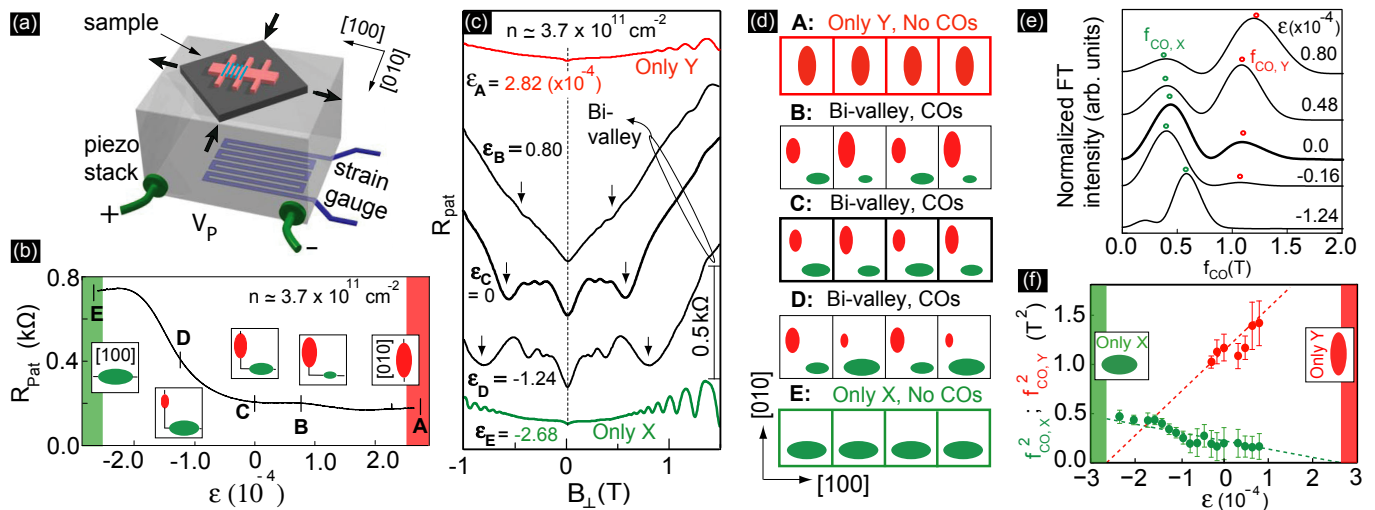 (a)
sample
[100]
[010]
piezo
stack
strain
gauge
+
V_P
-
(b)
n ≃ 3.7 x 10^11 cm^-2
R_Pat (kΩ)
0.8
0.4
0.0
E
[100]
D
C
B
[010]
A
-2.0
-1.0
0
1.0
2.0
ε (10^-4)
(c)
n ≃ 3.7 x 10^11 cm^-2
Only Y
ε_A = 2.82 (x10^-4)
Bi-
valley
ε_B = 0.80
R_pat
ε_C
= 0
0.5kΩ
ε_D = -1.24
ε_E = -2.68
Only X
-1
0
1
B_⊥(T)
(d)
A: Only Y, No COs
B: Bi-valley, COs
C: Bi-valley, COs
D: Bi-valley, COs
E: Only X, No COs
[010]
[100]
(e)
Normalized FT
intensity (arb. units)
ε(x10^-4)
f_CO, X
f_CO, Y
0.80
0.48
0.0
-0.16
-1.24
0.0
0.5
1.0
1.5
2.0
f_CO(T)
(f)
f^2_CO, X ; f^2_CO, Y (T^2)
1.5
1.0
0.5
0
Only X
Only Y
-3
-2
-1
0
1
2
3
ε (10^-4)